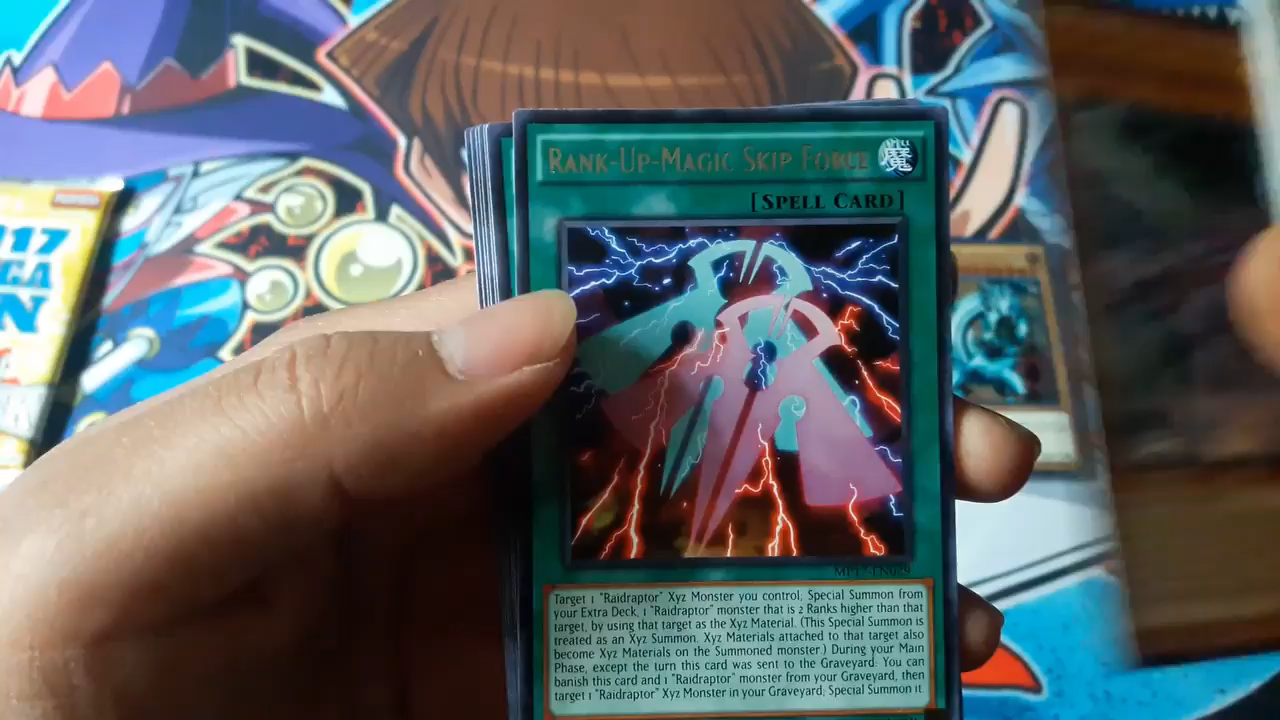 RANK-UP-MAGIC SKIP FORCE 魔
[SPELL CARD]
Target 1 "Raidraptor" Xyz Monster you control; Special Summon from
your Extra Deck, 1 "Raidraptor" monster that is 2 Ranks higher than that
target, by using that target as the Xyz Material. (This Special Summon is
treated as an Xyz Summon. Xyz Materials attached to that target also
become Xyz Materials on the Summoned monster.) During your Main
Phase, except the turn this card was sent to the Graveyard: You can
banish this card and 1 "Raidraptor" monster from your Graveyard, then
target 1 "Raidraptor" Xyz Monster in your Graveyard; Special Summon it.
17